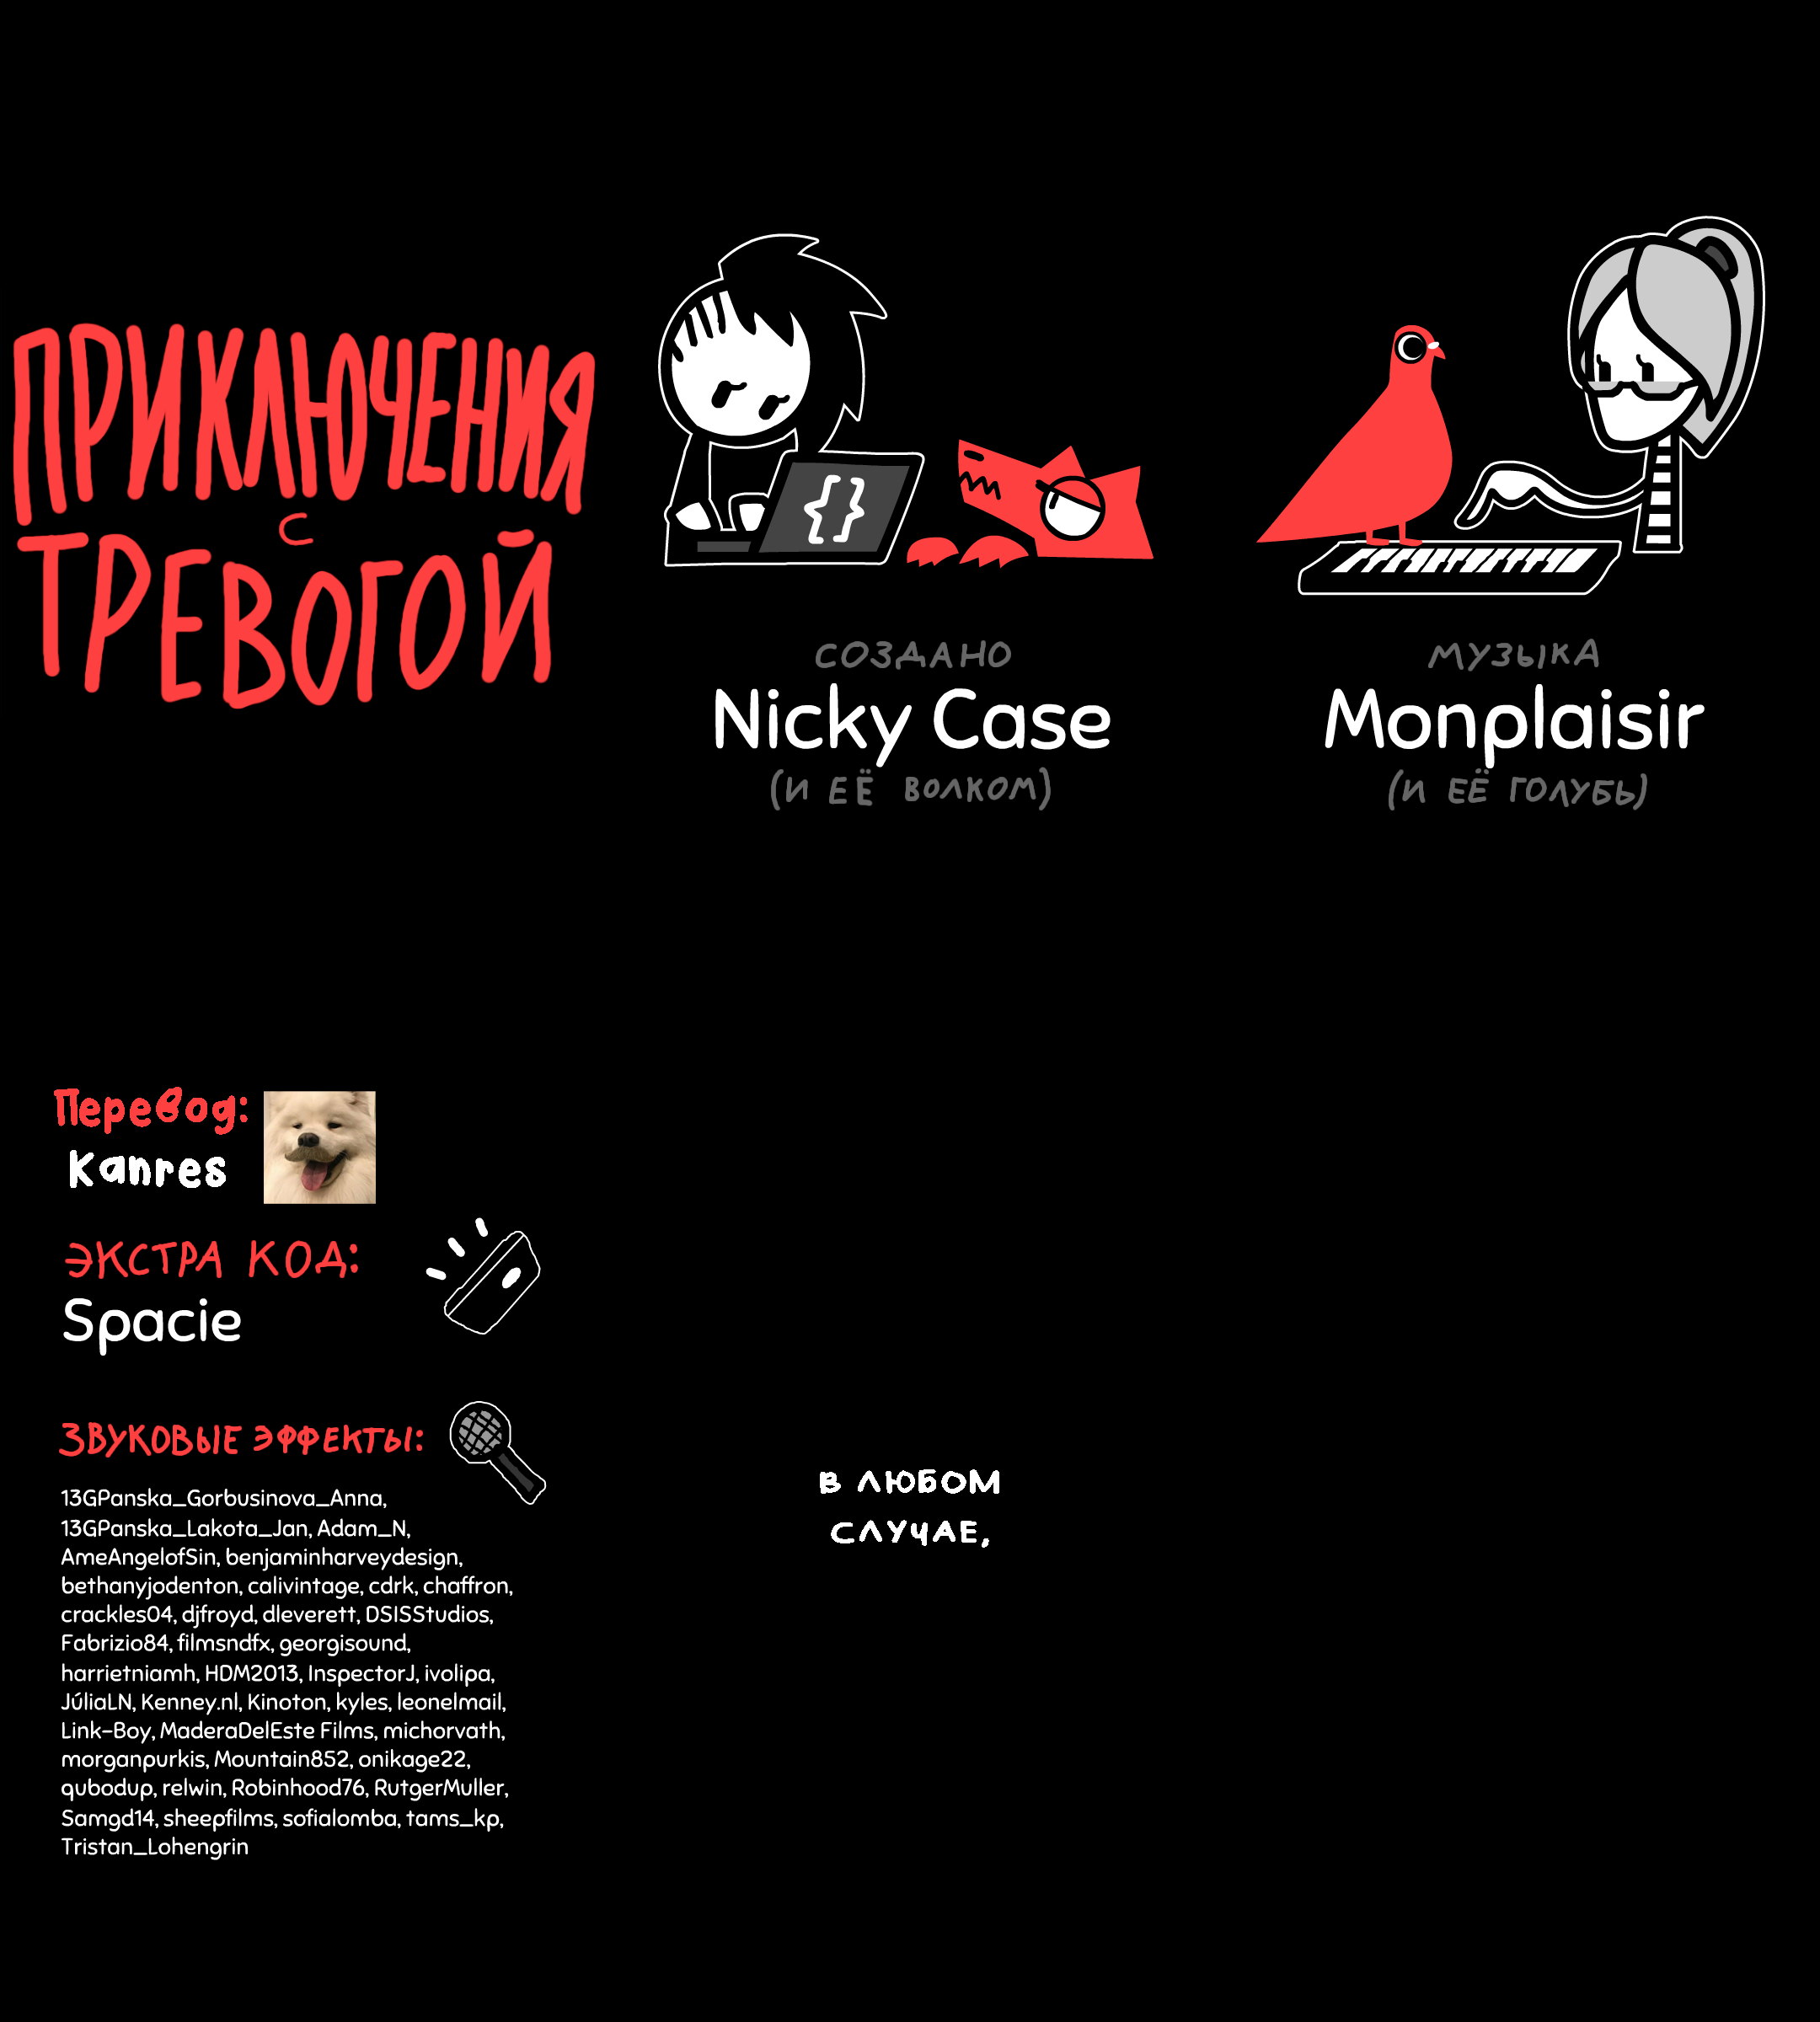 ПРИКЛЮЧЕНИЯ
С
ТРЕВОГОЙ
СОЗДАНО
Nicky Case
(И ЕЁ ВОЛКОМ)
МУЗЫКА
Monplaisir
(И ЕЁ ГОЛУБЬ)
Перевод:
Kanres
ЭКСТРА КОД:
Spacie
ЗВУКОВЫЕ ЭФФЕКТЫ:
13GPanska_Gorbusinova_Anna,
13GPanska_Lakota_Jan, Adam_N,
AmeAngelofSin, benjaminharveydesign,
bethanyjodenton, calivintage, cdrk, chaffron,
crackles04, djfroyd, dleverett, DSISStudios,
Fabrizio84, filmsndfx, georgisound,
harrietniamh, HDM2013, InspectorJ, ivolipa,
JúliaLN, Kenney.nl, Kinoton, kyles, leonelmail,
Link-Boy, MaderaDelEste Films, michorvath,
morganpurkis, Mountain852, onikage22,
qubodup, relwin, Robinhood76, RutgerMuller,
Samgd14, sheepfilms, sofialomba, tams_kp,
Tristan_Lohengrin
В ЛЮБОМ
СЛУЧАЕ,